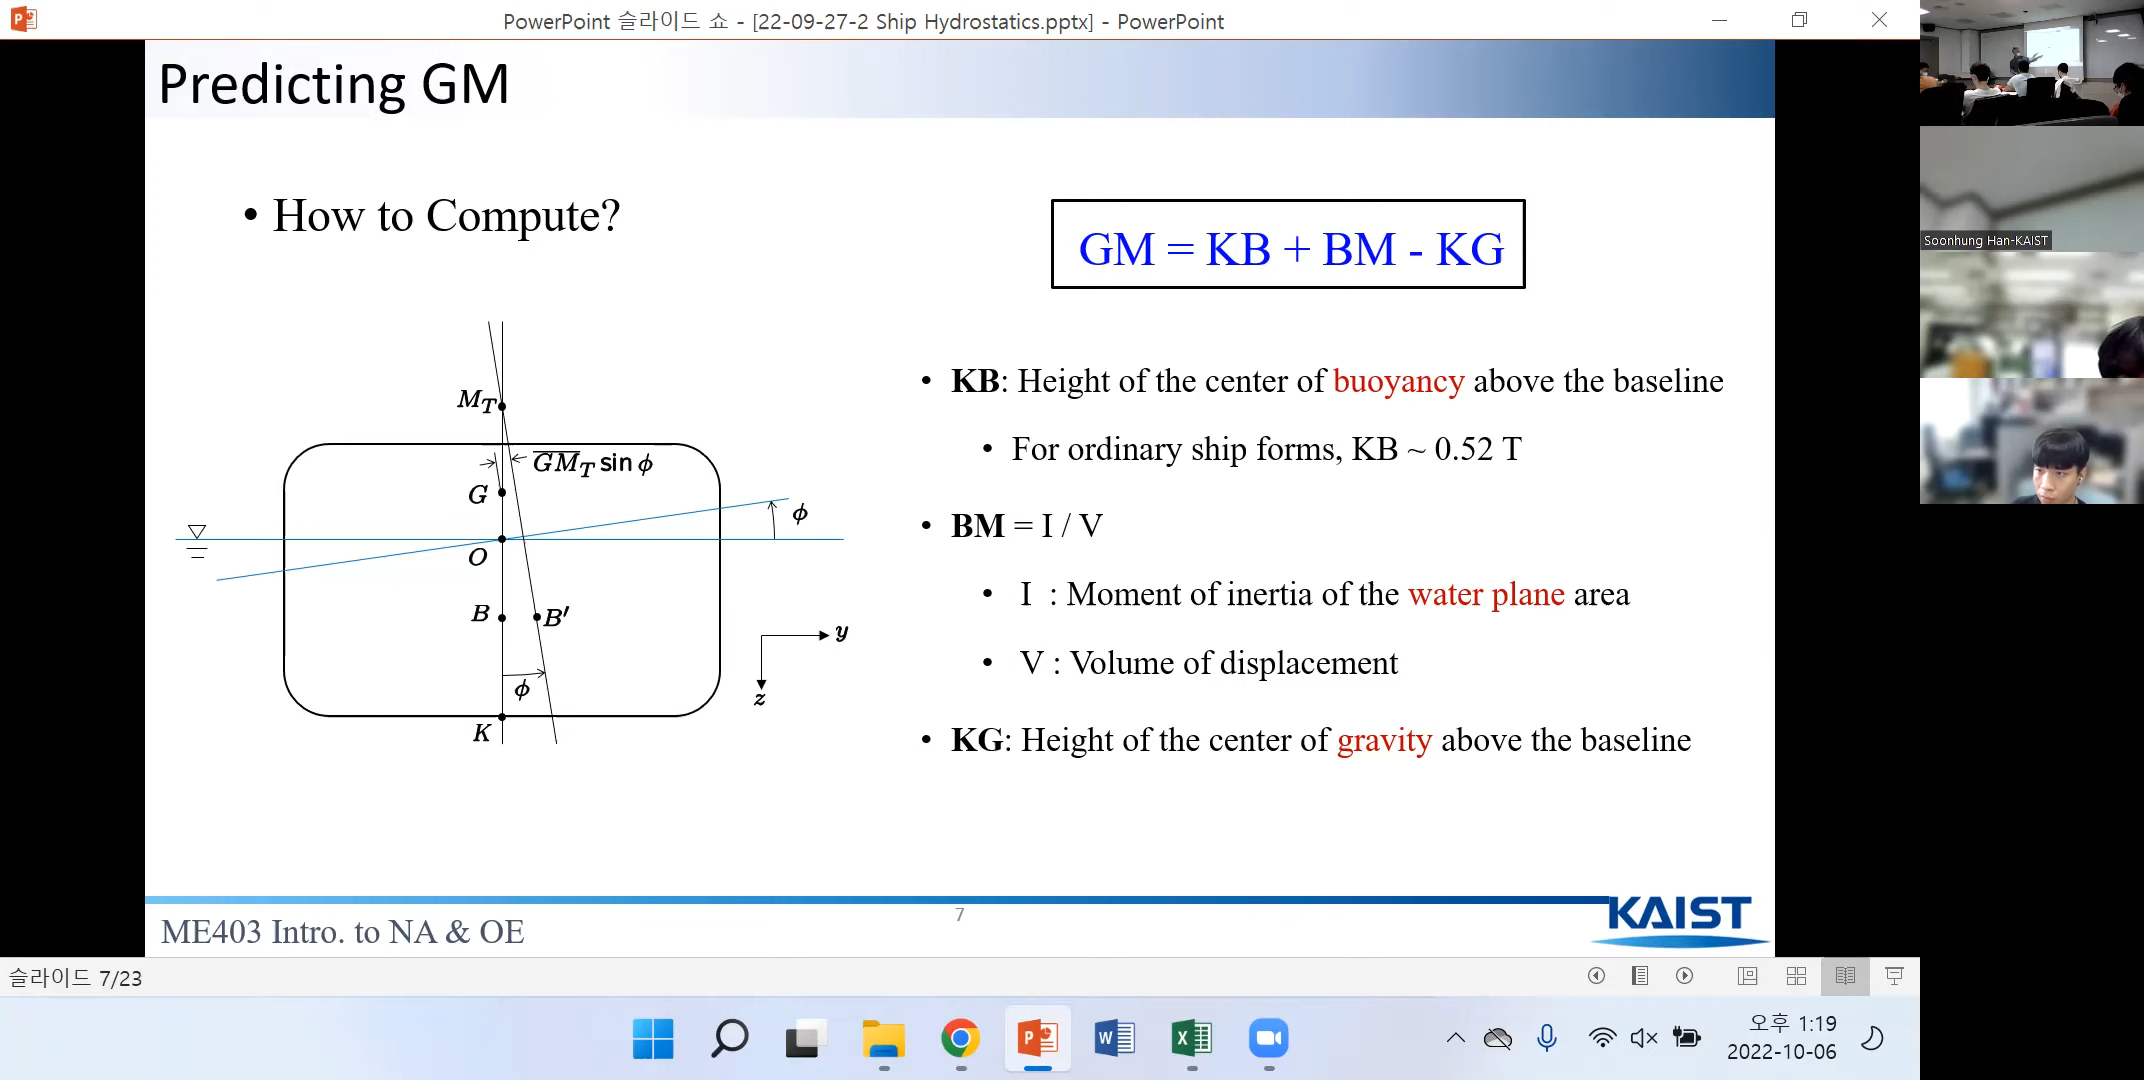 PowerPoint 슬라이드 쇼 - [22-09-27-2 Ship Hydrostatics.pptx] - PowerPoint
Predicting GM
• How to Compute?
GM = KB + BM - KG
• KB: Height of the center of buoyancy above the baseline
• For ordinary ship forms, KB ~ 0.52 T
• BM = I / V
• I : Moment of inertia of the water plane area
• V : Volume of displacement
• KG: Height of the center of gravity above the baseline
M_T
GM_T sin ϕ
G
ϕ
O
B
B′
y
ϕ
z
K
ME403 Intro. to NA & OE
7
KAIST
Soonhung Han-KAIST
슬라이드 7/23
오후 1:19
2022-10-06